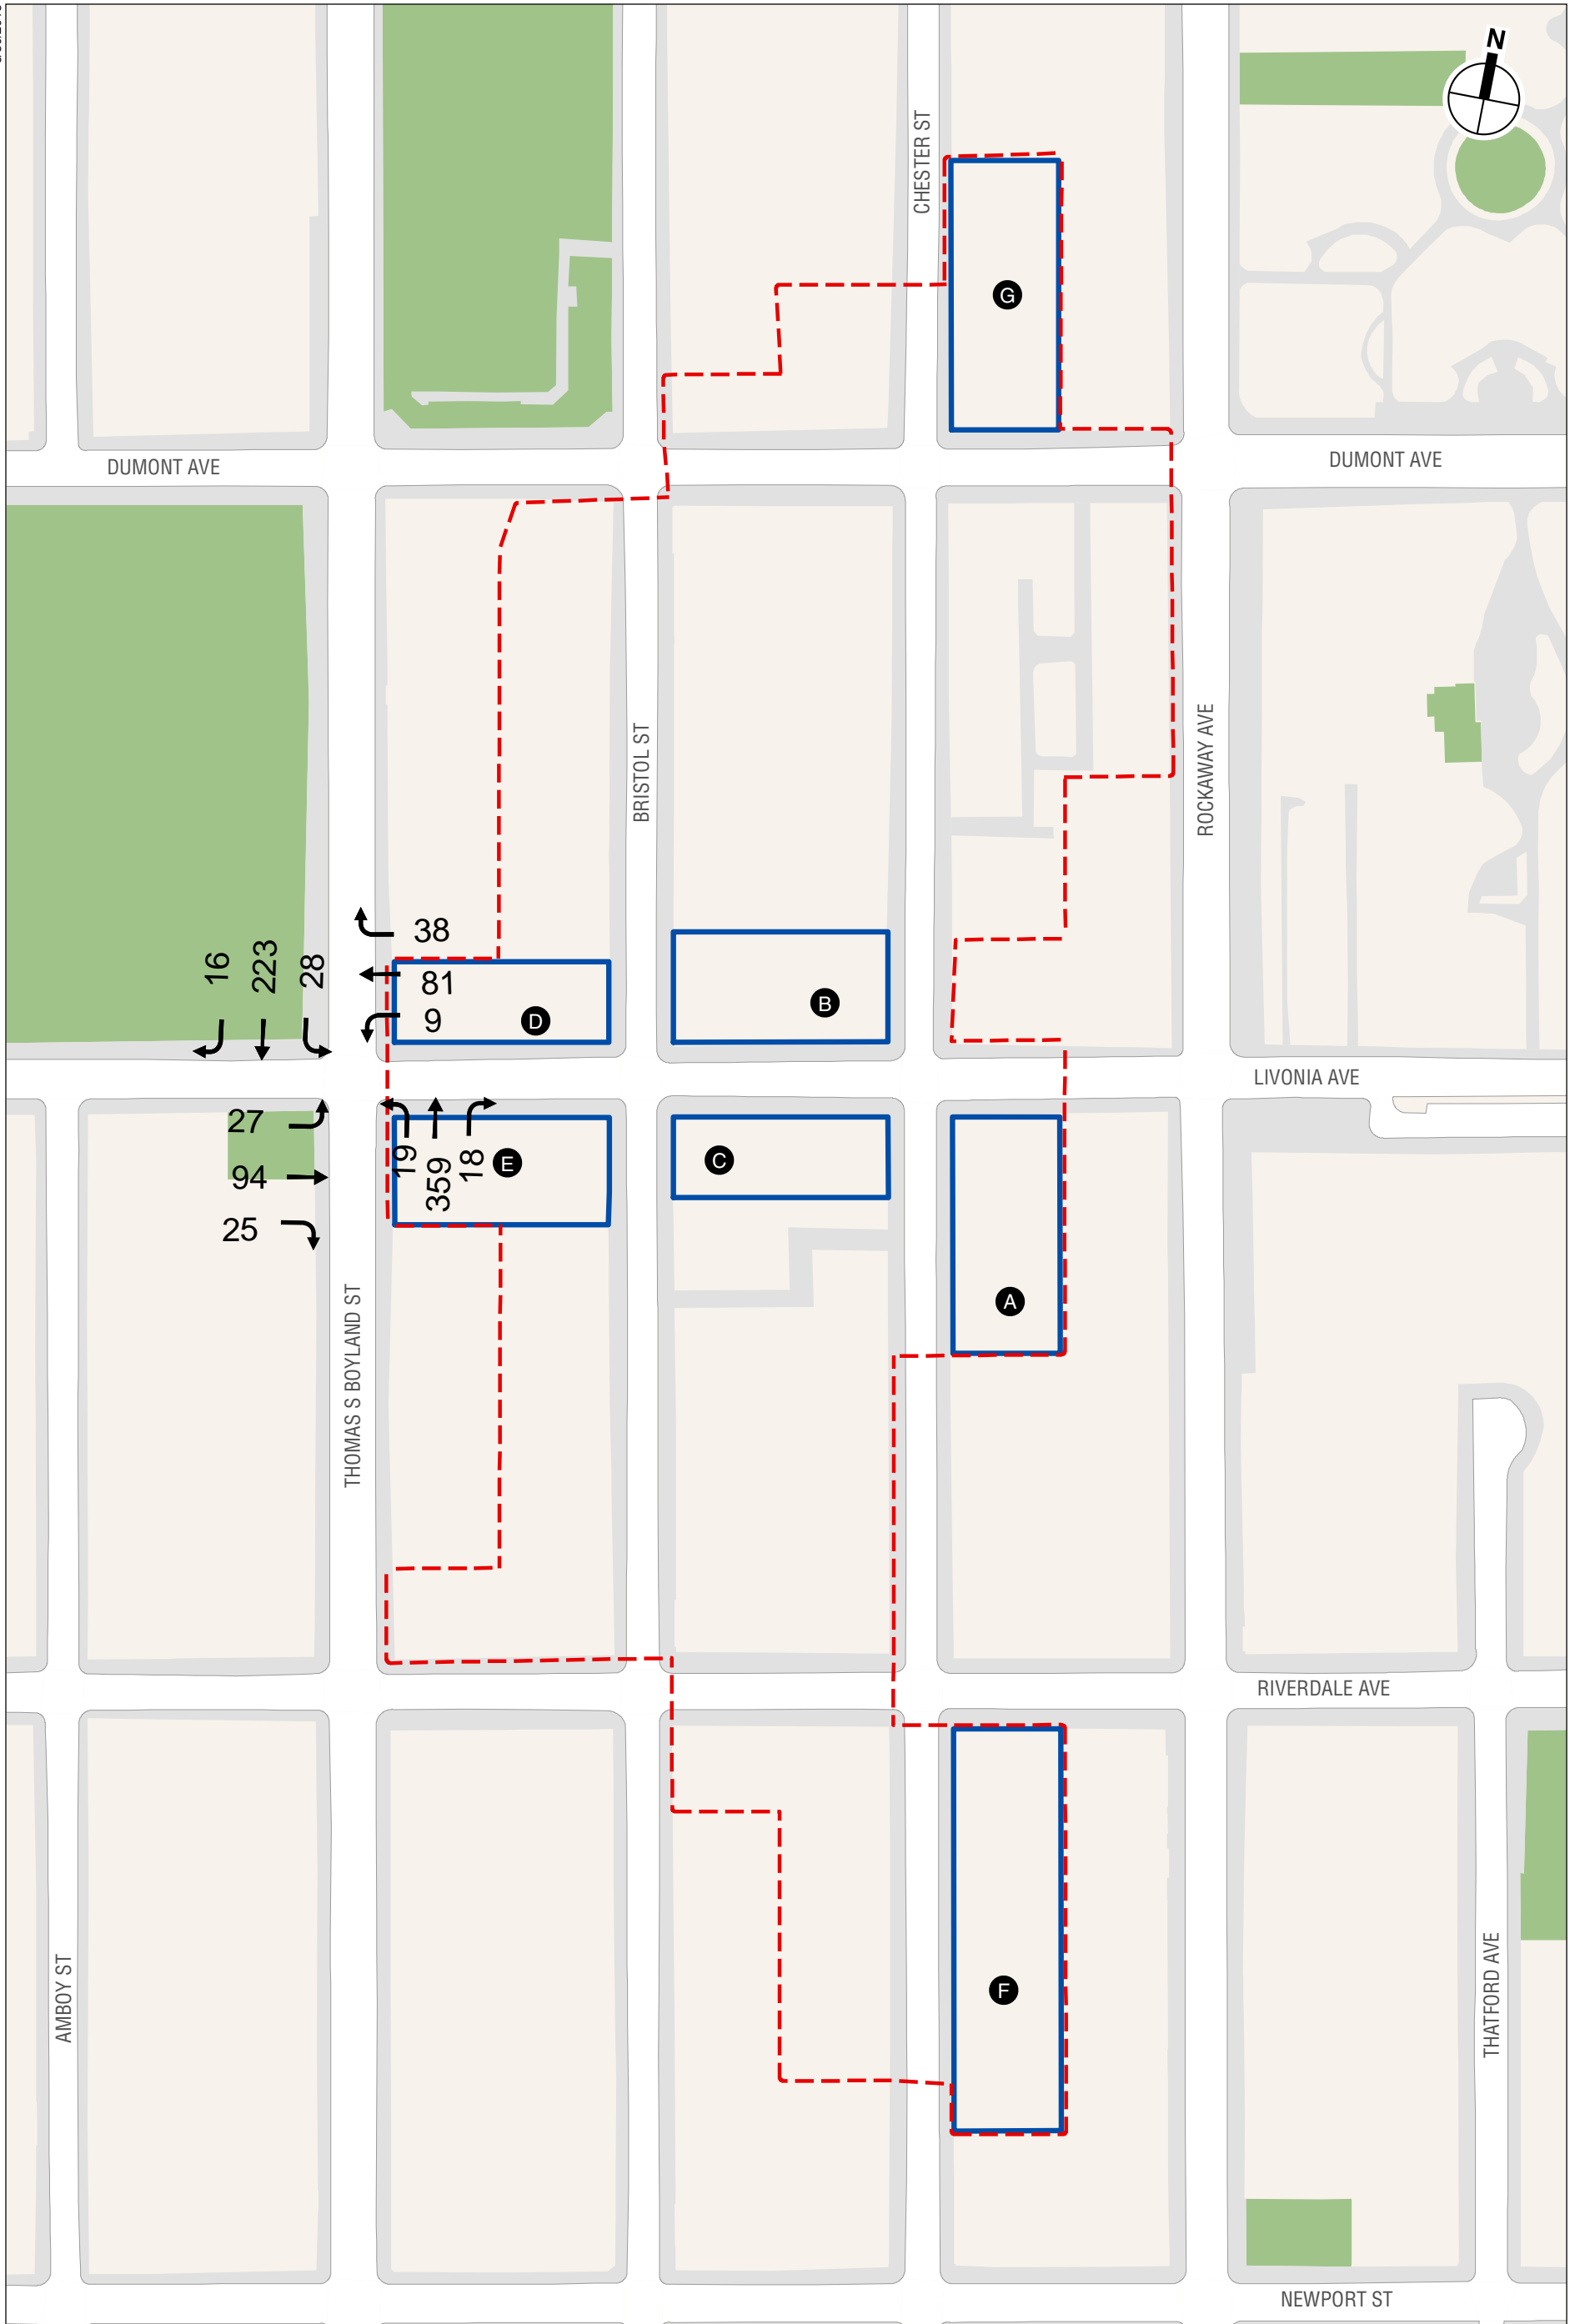 N
CHESTER ST
G
DUMONT AVE
DUMONT AVE
BRISTOL ST
ROCKAWAY AVE
38
16
223
28
81
9
D
B
LIVONIA AVE
27
94
25
19
359
18
E
C
A
THOMAS S BOYLAND ST
RIVERDALE AVE
AMBOY ST
F
THATFORD AVE
NEWPORT ST